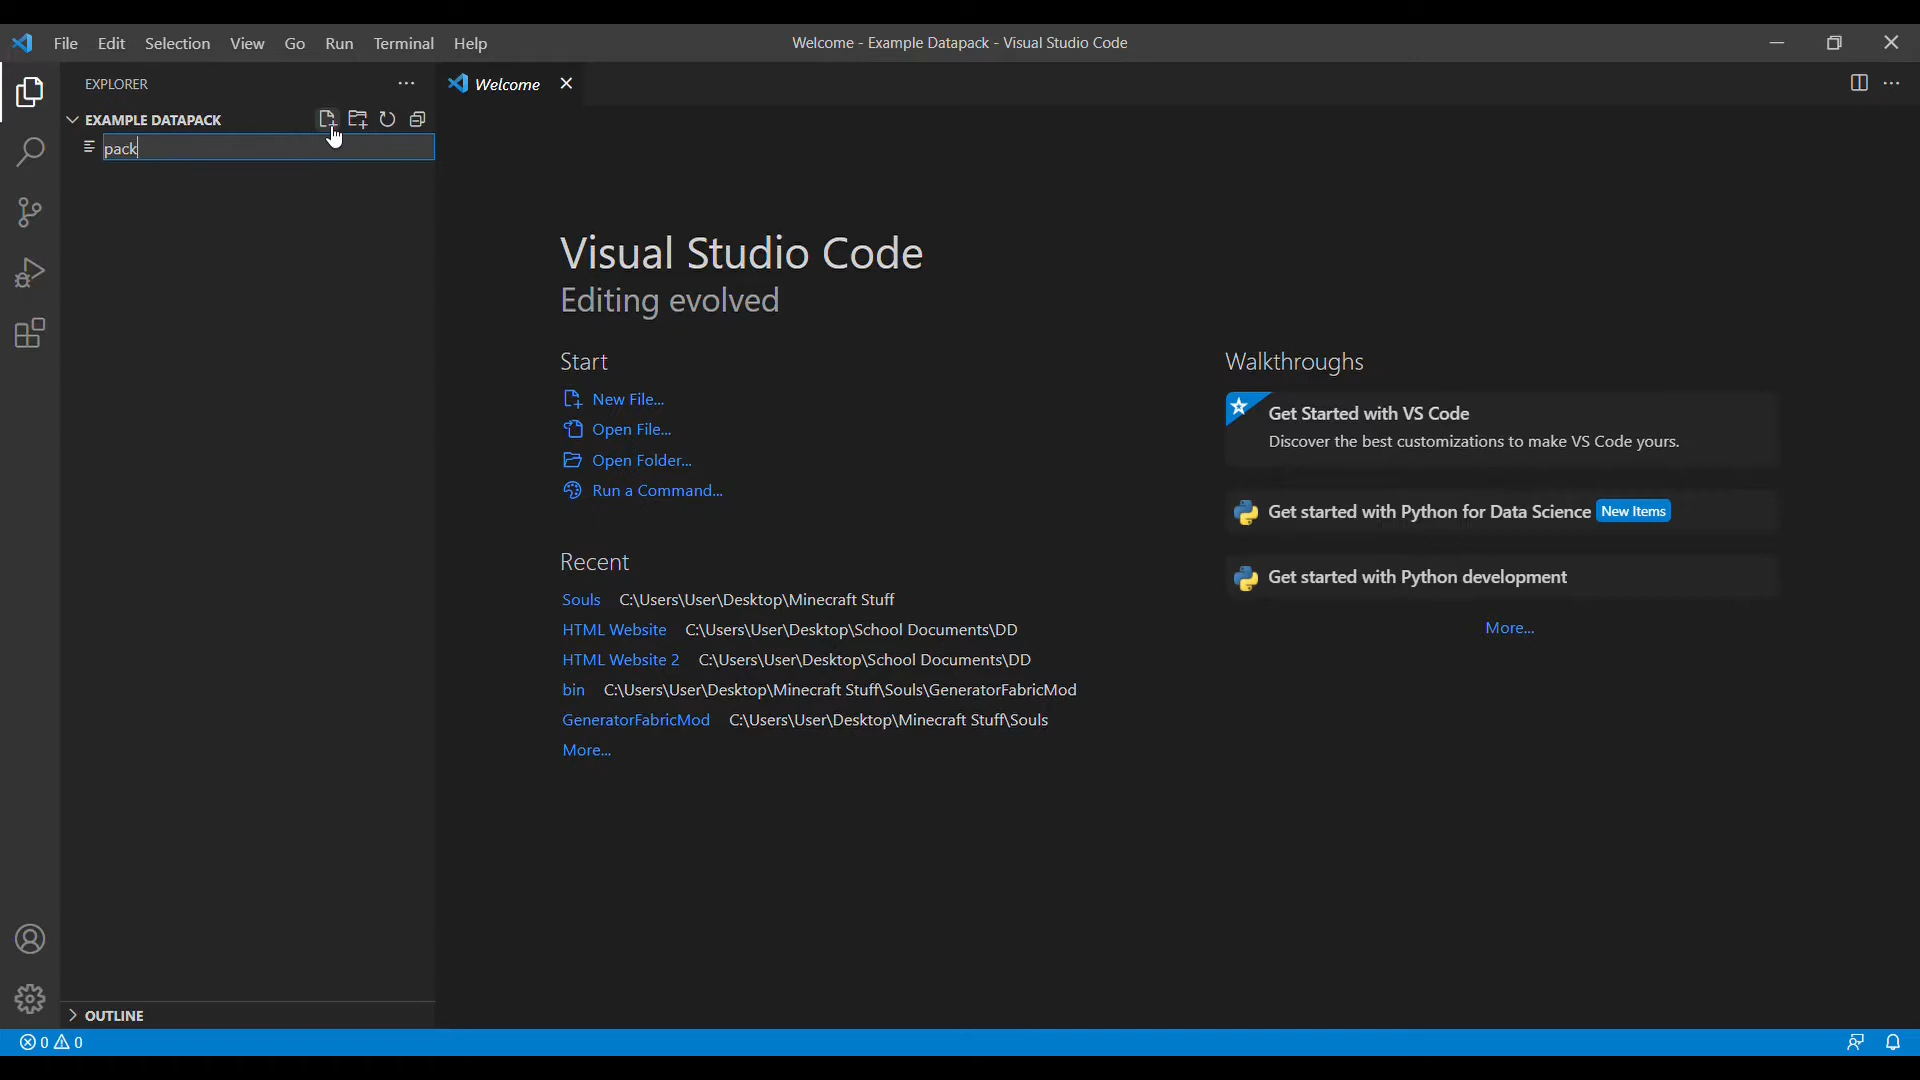 File Edit Selection View Go Run Terminal Help
Welcome - Example Datapack - Visual Studio Code
EXPLORER
Welcome
EXAMPLE DATAPACK
pack
Visual Studio Code
Editing evolved
Start
New File...
Open File...
Open Folder...
Run a Command...
Recent
Souls C:\Users\User\Desktop\Minecraft Stuff
HTML Website C:\Users\User\Desktop\School Documents\DD
HTML Website 2 C:\Users\User\Desktop\School Documents\DD
bin C:\Users\User\Desktop\Minecraft Stuff\Souls\GeneratorFabricMod
GeneratorFabricMod C:\Users\User\Desktop\Minecraft Stuff\Souls
More...
Walkthroughs
Get Started with VS Code
Discover the best customizations to make VS Code yours.
Get started with Python for Data Science New Items
Get started with Python development
More...
OUTLINE
0 0